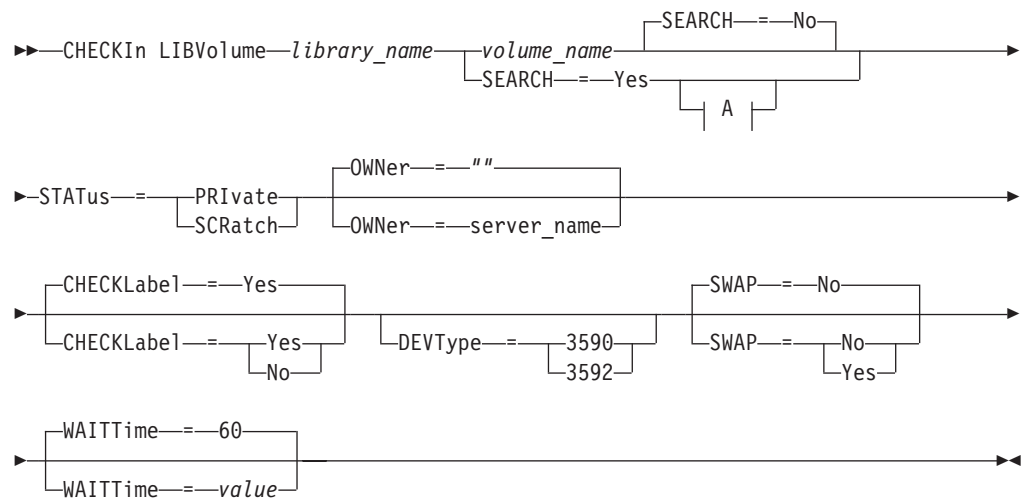 SEARCH = No
CHECKIn LIBVolume library_name volume_name
SEARCH = Yes
A
OWNer = ""
STATus = PRIvate
SCRatch OWNer = server_name
CHECKLabel = Yes SWAP = No
CHECKLabel = Yes DEVType = 3590 SWAP = No
No 3592 Yes
WAITTime = 60
WAITTime = value